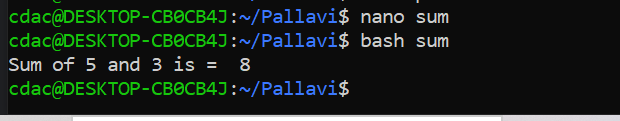 cdac@DESKTOP-CB0CB4J:~/Pallavi$ nano sum
cdac@DESKTOP-CB0CB4J:~/Pallavi$ bash sum
Sum of 5 and 3 is =  8
cdac@DESKTOP-CB0CB4J:~/Pallavi$